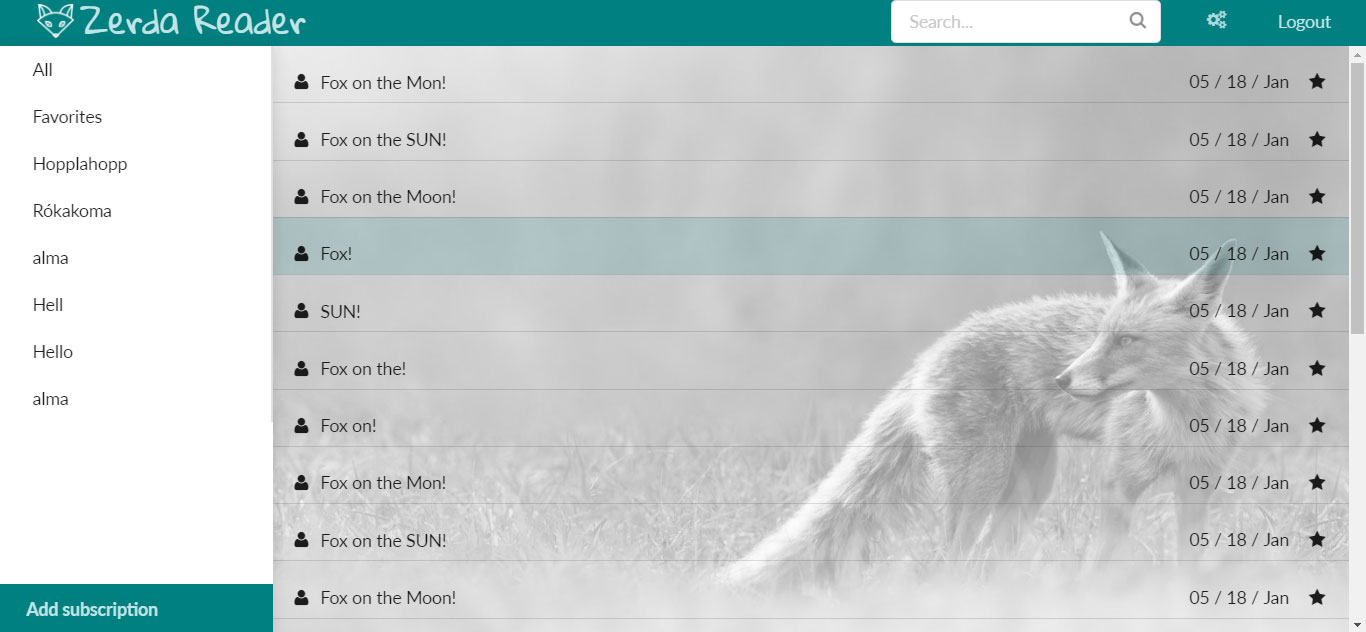 Zerda Reader
Search...
Logout
All
Favorites
Hopplahopp
Rókakoma
alma
Hell
Hello
alma
Add subscription
Fox on the Mon! 05 / 18 / Jan
Fox on the SUN! 05 / 18 / Jan
Fox on the Moon! 05 / 18 / Jan
Fox! 05 / 18 / Jan
SUN! 05 / 18 / Jan
Fox on the! 05 / 18 / Jan
Fox on! 05 / 18 / Jan
Fox on the Mon! 05 / 18 / Jan
Fox on the SUN! 05 / 18 / Jan
Fox on the Moon! 05 / 18 / Jan